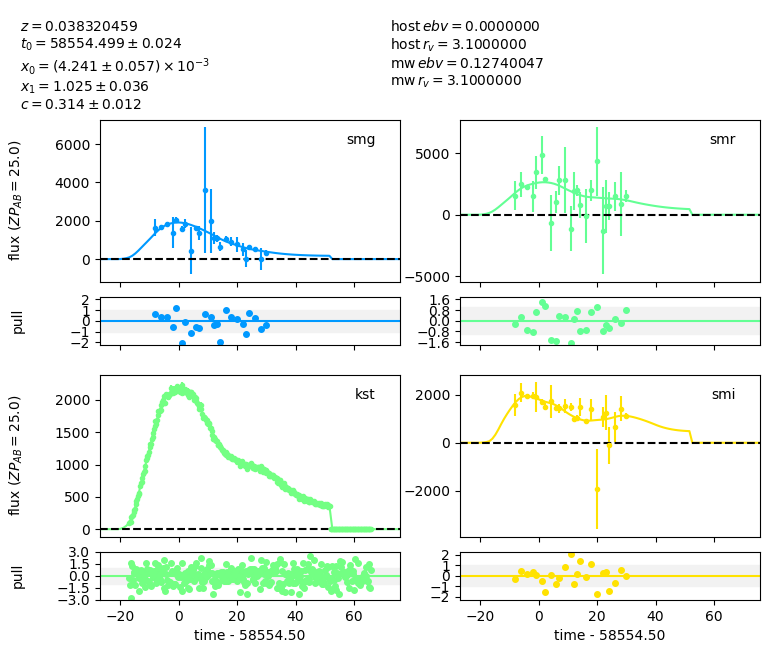 z = 0.038320459
t₀ = 58554.499 ± 0.024
x₀ = (4.241 ± 0.057) × 10⁻³
x₁ = 1.025 ± 0.036
c = 0.314 ± 0.012
host ebv = 0.0000000
host r_v = 3.1000000
mw ebv = 0.12740047
mw r_v = 3.1000000
smg
flux (ZP_AB = 25.0)
6000
4000
2000
0
smr
5000
0
−5000
pull
2
1
0
−1
−2
1.6
0.8
0.0
−0.8
−1.6
kst
flux (ZP_AB = 25.0)
2000
1500
1000
500
0
smi
2000
0
−2000
pull
3.0
1.5
0.0
−1.5
−3.0
2
1
0
−1
−2
−20 0 20 40 60
time - 58554.50
−20 0 20 40 60
time - 58554.50